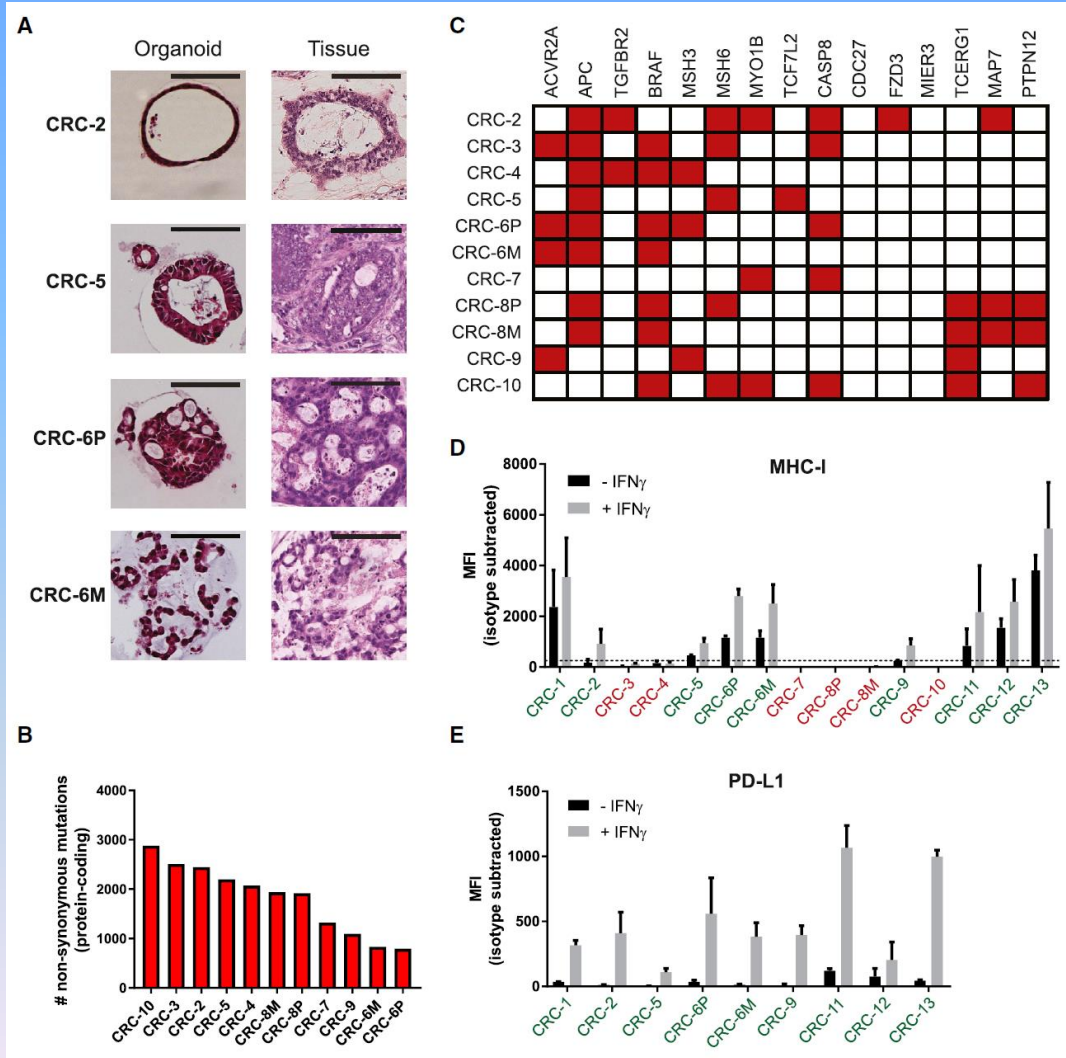 A
Organoid Tissue
CRC-2
CRC-5
CRC-6P
CRC-6M
B
# non-synonymous mutations
(protein-coding)
4000
3000
2000
1000
0
CRC-10 CRC-3 CRC-2 CRC-5 CRC-4 CRC-8M CRC-8P CRC-7 CRC-9 CRC-6M CRC-6P
C
ACVR2A APC TGFBR2 BRAF MSH3 MSH6 MYO1B TCF7L2 CASP8 CDC27 FZD3 MIER3 TCERG1 MAP7 PTPN12
CRC-2
CRC-3
CRC-4
CRC-5
CRC-6P
CRC-6M
CRC-7
CRC-8P
CRC-8M
CRC-9
CRC-10
D
MHC-I
- IFNγ
+ IFNγ
MFI
(isotype subtracted)
8000
6000
4000
2000
0
CRC-1 CRC-2 CRC-3 CRC-4 CRC-5 CRC-6P CRC-6M CRC-7 CRC-8P CRC-8M CRC-9 CRC-10 CRC-11 CRC-12 CRC-13
E
PD-L1
- IFNγ
+ IFNγ
MFI
(isotype subtracted)
1500
1000
500
0
CRC-1 CRC-2 CRC-5 CRC-6P CRC-6M CRC-9 CRC-11 CRC-12 CRC-13